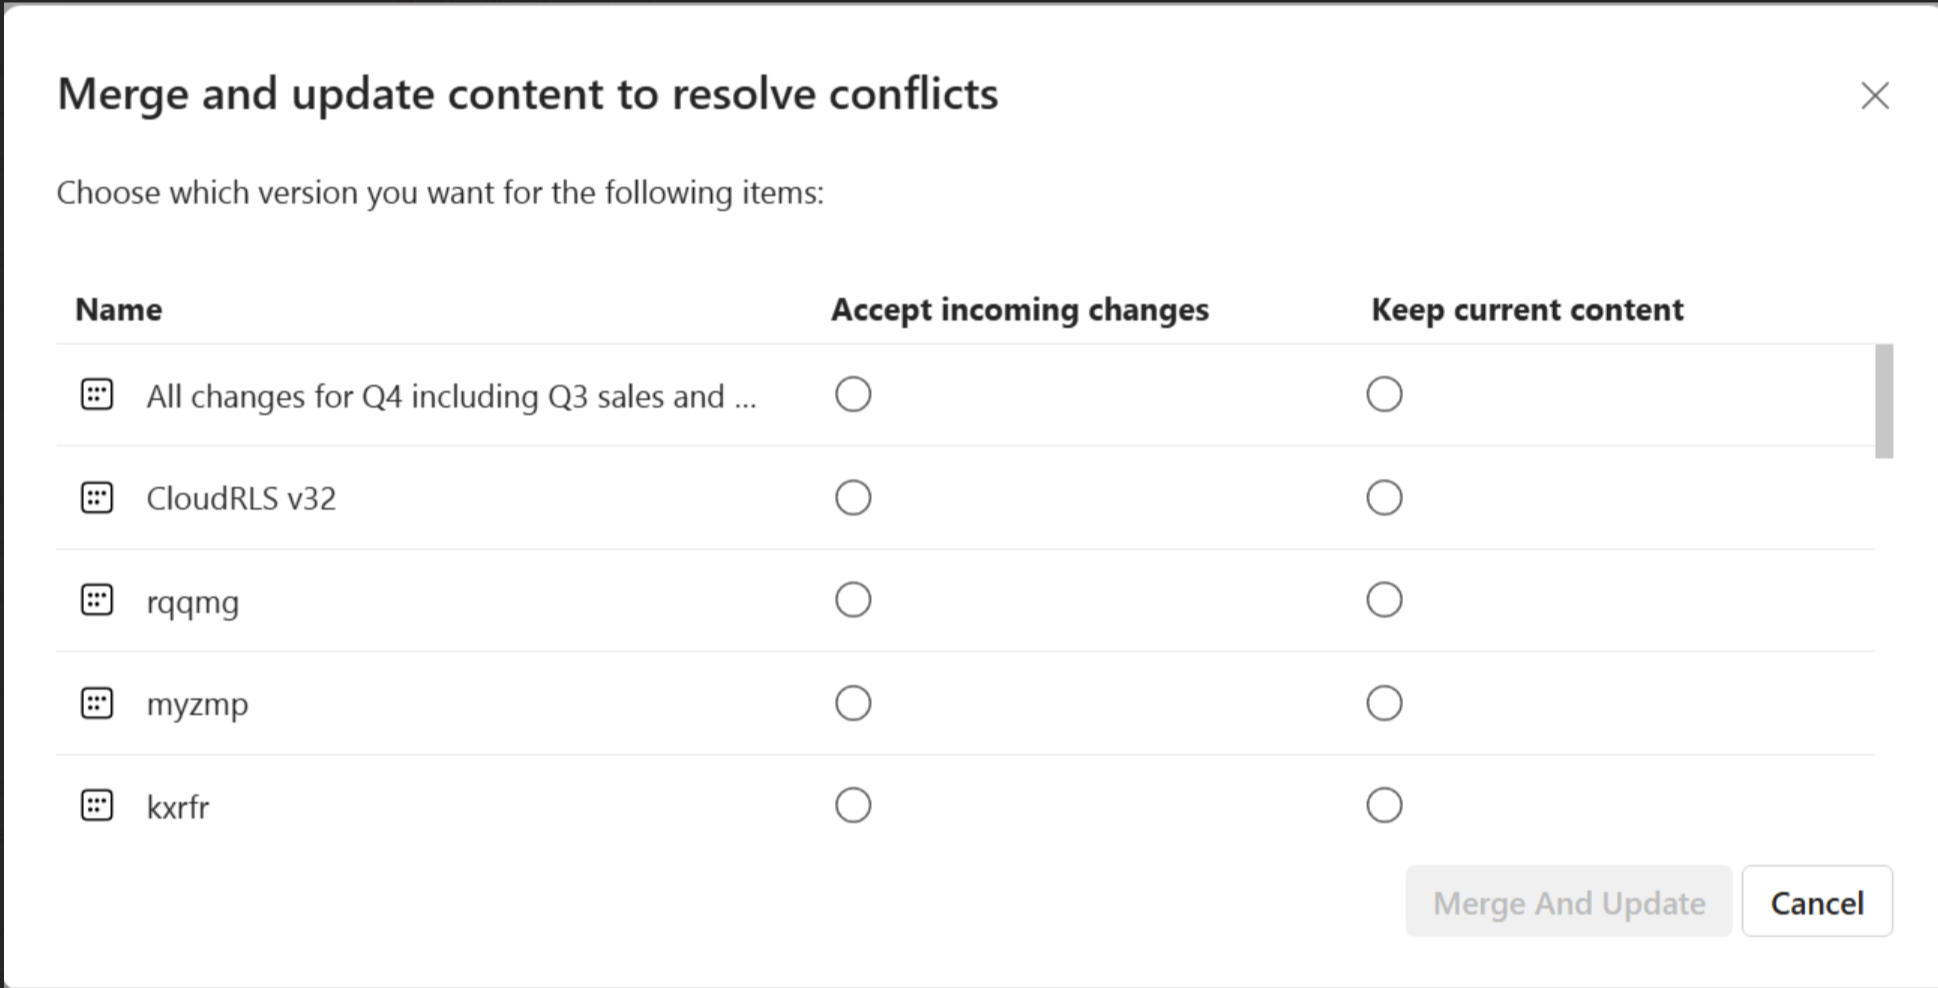 Merge and update content to resolve conflicts
Choose which version you want for the following items:
Name Accept incoming changes Keep current content
All changes for Q4 including Q3 sales and ...
CloudRLS v32
rqqmg
myzmp
kxrfr
Merge And Update Cancel